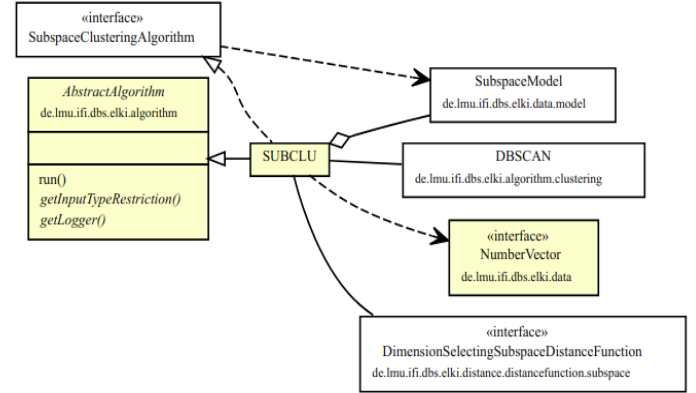 «interface»
SubspaceClusteringAlgorithm
AbstractAlgorithm
de.lmu.ifi.dbs.elki.algorithm
run()
getInputTypeRestriction()
getLogger()
SUBCLU
SubspaceModel
de.lmu.ifi.dbs.elki.data.model
DBSCAN
de.lmu.ifi.dbs.elki.algorithm.clustering
«interface»
NumberVector
de.lmu.ifi.dbs.elki.data
«interface»
DimensionSelectingSubspaceDistanceFunction
de.lmu.ifi.dbs.elki.distance.distancefunction.subspace